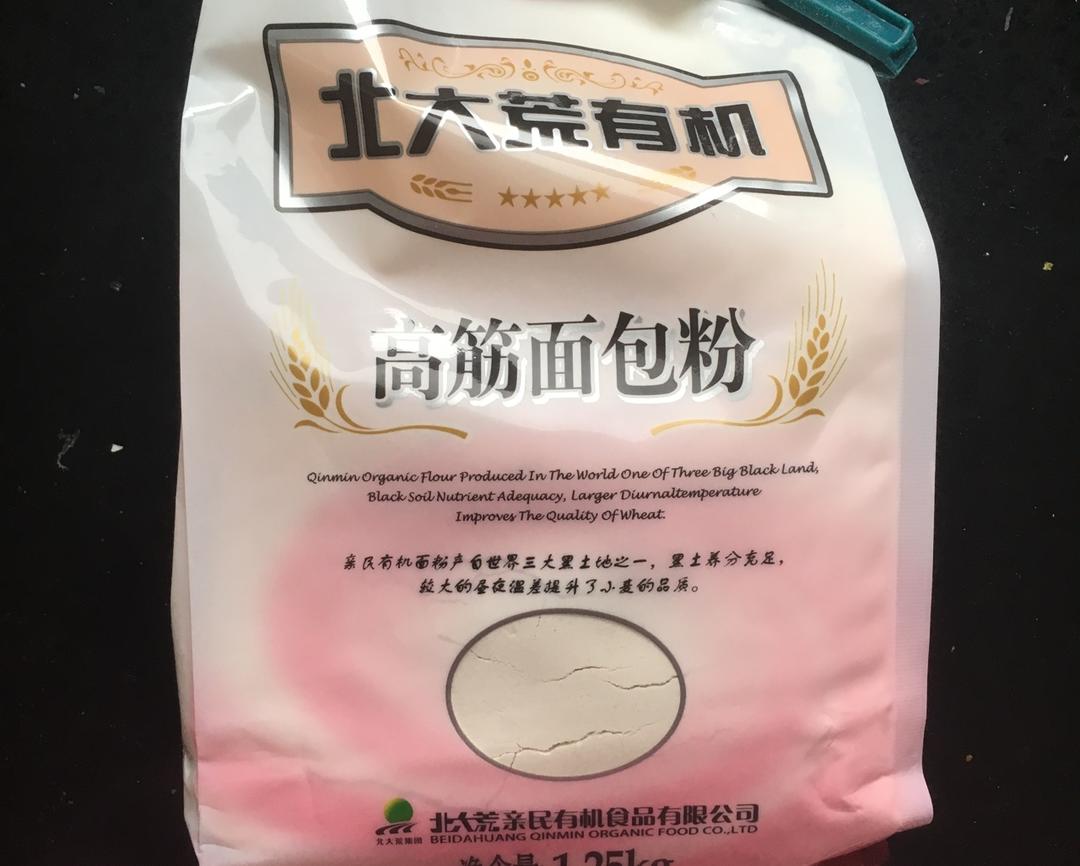 北大荒有机
高筋面包粉
Qinmin Organic Flour Produced In The World One Of Three Big Black Land,
Black Soil Nutrient Adequacy, Larger Diurnaltemperature
Improves The Quality Of Wheat.
亲民有机面粉产自世界三大黑土地之一，黑土养分充足，
较大的昼夜温差提升了小麦的品质。
北大荒集团
北大荒亲民有机食品有限公司
BEIDAHUANG QINMIN ORGANIC FOOD CO.,LTD
净含量 1.25kg